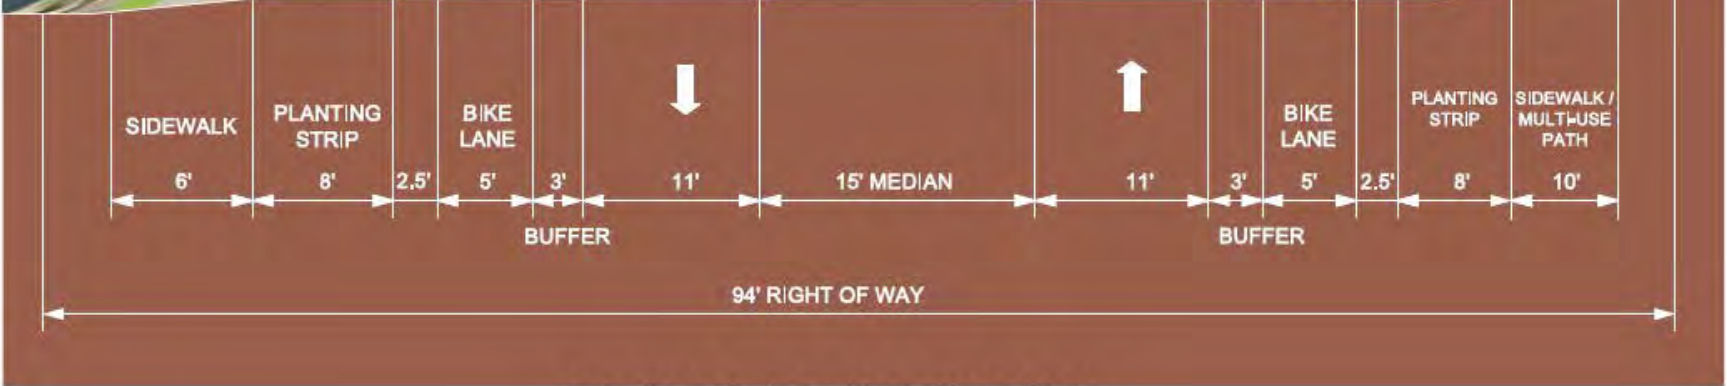 SIDEWALK
PLANTING
STRIP
BIKE
LANE
BIKE
LANE
PLANTING
STRIP
SIDEWALK /
MULTI-USE
PATH
6' 8' 2.5' 5' 3' 11' 15' MEDIAN 11' 3' 5' 2.5' 8' 10'
BUFFER BUFFER
94' RIGHT OF WAY